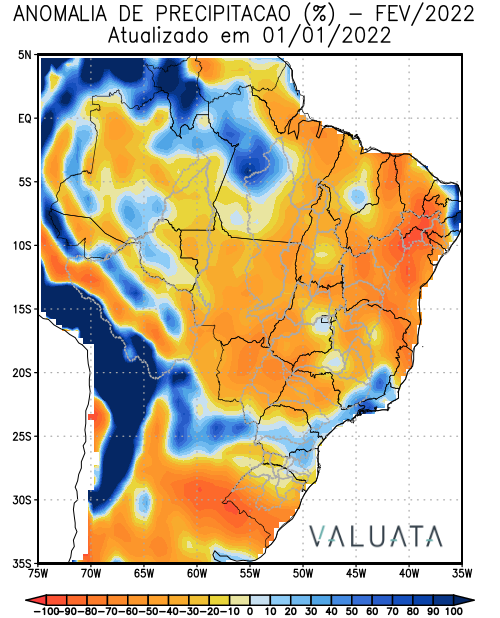 ANOMALIA DE PRECIPITACAO (%) – FEV/2022
Atualizado em 01/01/2022
5N
EQ
5S
10S
15S
20S
25S
30S
35S
VALUATA
75W 70W 65W 60W 55W 50W 45W 40W 35W
-100 -90 -80 -70 -60 -50 -40 -30 -20 -10 0 10 20 30 40 50 60 70 80 90 100